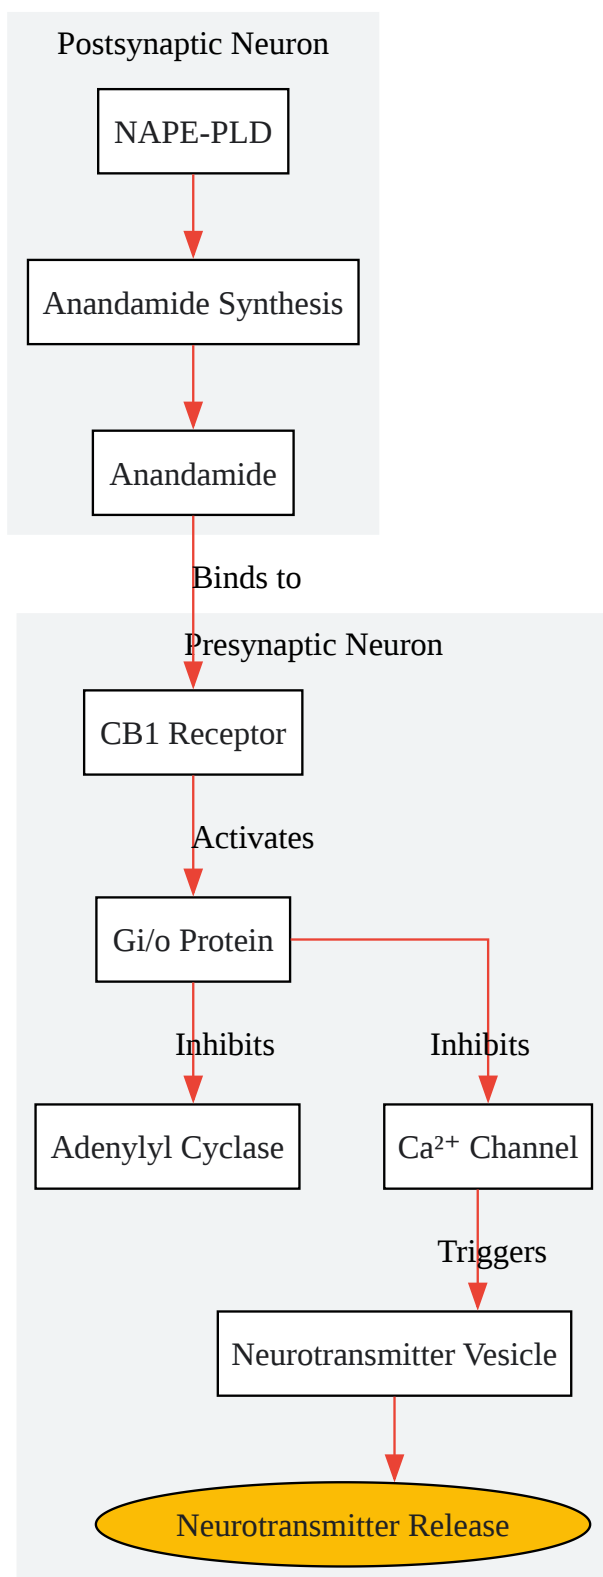 Postsynaptic Neuron
NAPE-PLD
Anandamide Synthesis
Anandamide
Binds to
Presynaptic Neuron
CB1 Receptor
Activates
Gi/o Protein
Inhibits
Inhibits
Adenylyl Cyclase
Ca²⁺ Channel
Triggers
Neurotransmitter Vesicle
Neurotransmitter Release